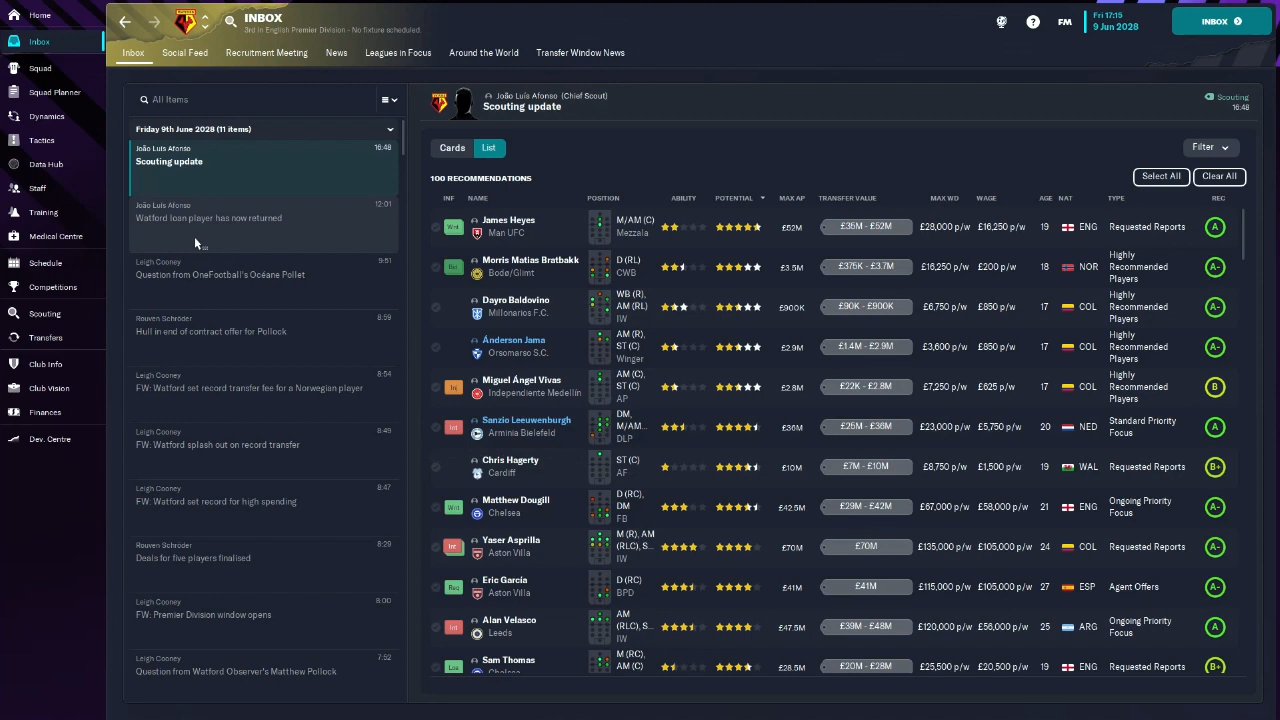 Home
Inbox
Squad
Squad Planner
Dynamics
Tactics
Data Hub
Staff
Training
Medical Centre
Schedule
Competitions
Scouting
Transfers
Club Info
Club Vision
Finances
Dev. Centre
INBOX
3rd in English Premier Division - No fixture scheduled.
FM
Fri 17:15
9 Jun 2028
INBOX
Inbox Social Feed Recruitment Meeting News Leagues in Focus Around the World Transfer Window News
All Items
Friday 9th June 2028 (11 items)
João Luís Afonso 16:48
Scouting update
João Luís Afonso 12:01
Watford loan player has now returned
Leigh Cooney 9:51
Question from OneFootball's Océane Pollet
Rouven Schröder 8:59
Hull in end of contract offer for Pollock
Leigh Cooney 8:54
FW: Watford set record transfer fee for a Norwegian player
Leigh Cooney 8:49
FW: Watford splash out on record transfer
Leigh Cooney 8:47
FW: Watford set record for high spending
Rouven Schröder 8:29
Deals for five players finalised
Leigh Cooney 8:00
FW: Premier Division window opens
Leigh Cooney 7:52
Question from Watford Observer's Matthew Pollock
João Luís Afonso (Chief Scout)
Scouting update
Scouting
16:48
Cards List
Filter
100 RECOMMENDATIONS
Select All Clear All
INF NAME POSITION ABILITY POTENTIAL MAX AP TRANSFER VALUE MAX WD WAGE AGE NAT TYPE REC
Wnt James Heyes M/AM (C) £52M £35M - £52M £28,000 p/w £16,250 p/w 19 ENG Requested Reports A
Man UFC Mezzala
Morris Matias Bratbakk D (RL) £3.5M £375K - £3.7M £16,250 p/w £200 p/w 18 NOR Highly Recommended Players A-
Bodø/Glimt CWB
Dayro Baldovino WB (R), AM (RL) £900K £90K - £900K £6,750 p/w £850 p/w 17 COL Highly Recommended Players A-
Millonarios F.C. IW
Ánderson Jama AM (R), ST (C) £2.9M £1.4M - £2.9M £3,600 p/w £850 p/w 17 COL Highly Recommended Players A-
Orsomarso S.C. Winger
Inj Miguel Ángel Vivas AM (C), ST (C) £2.8M £22K - £2.8M £7,250 p/w £625 p/w 17 COL Highly Recommended Players B
Independiente Medellín AP
Int Sanzio Leeuwenburgh DM, M/AM... £36M £26M - £36M £23,000 p/w £5,750 p/w 20 NED Standard Priority Focus A
Arminia Bielefeld DLP
Chris Hagerty ST (C) £10M £7M - £10M £8,750 p/w £1,500 p/w 19 WAL Requested Reports B+
Cardiff AF
Wnt Matthew Dougill D (RC), DM £42.5M £29M - £42M £67,000 p/w £58,000 p/w 21 ENG Ongoing Priority Focus A-
Chelsea FB
Int Yaser Asprilla M (R), AM (RLC), S... £70M £70M £135,000 p/w £105,000 p/w 24 COL Requested Reports A-
Aston Villa IW
Req Eric García D (RC) £41M £41M £115,000 p/w £105,000 p/w 27 ESP Agent Offers A-
Aston Villa BPD
Int Alan Velasco AM (RLC), S... £47.5M £39M - £48M £120,000 p/w £56,000 p/w 25 ARG Ongoing Priority Focus A
Leeds IW
Loa Sam Thomas M (RC), AM (C) £28.5M £20M - £28M £25,500 p/w £20,500 p/w 19 ENG Requested Reports B+
Chelsea